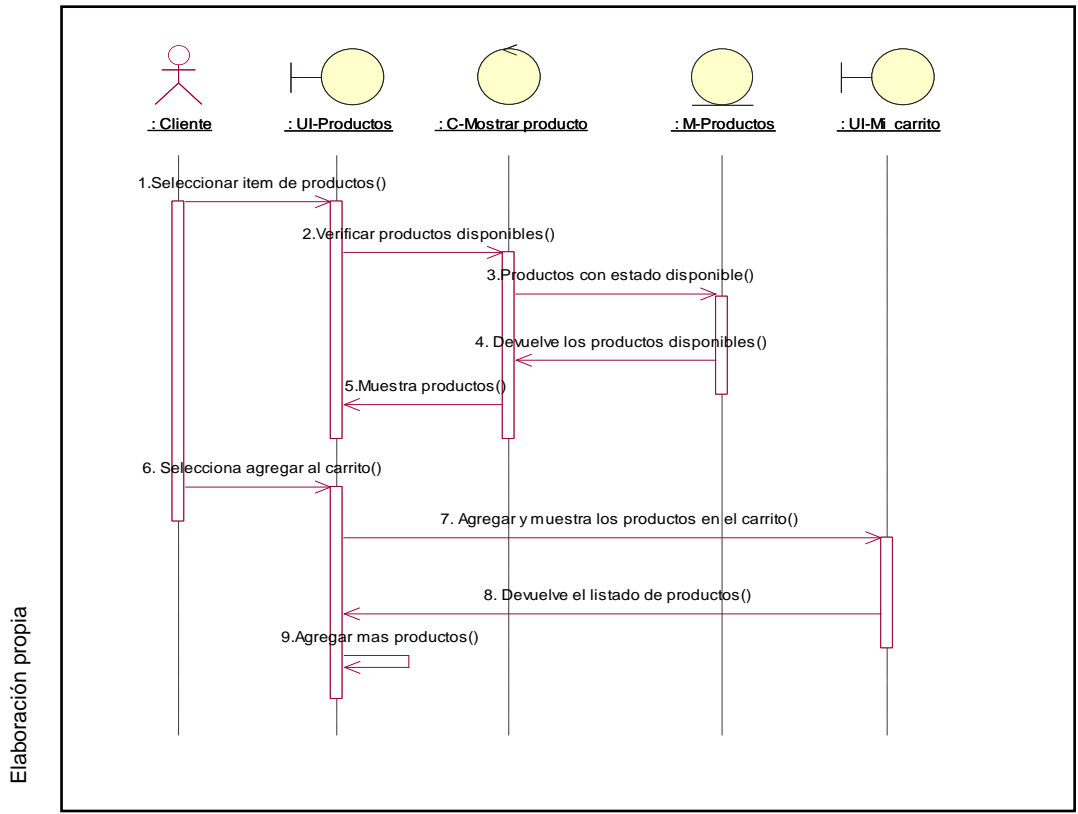 : Cliente
: UI-Productos
: C-Mostrar producto
: M-Productos
: UI-Mi carrito
1.Seleccionar item de productos()
2.Verificar productos disponibles()
3.Productos con estado disponible()
4. Devuelve los productos disponibles()
5.Muestra productos()
6. Selecciona agregar al carrito()
7. Agregar y muestra los productos en el carrito()
8. Devuelve el listado de productos()
9.Agregar mas productos()
Elaboración propia